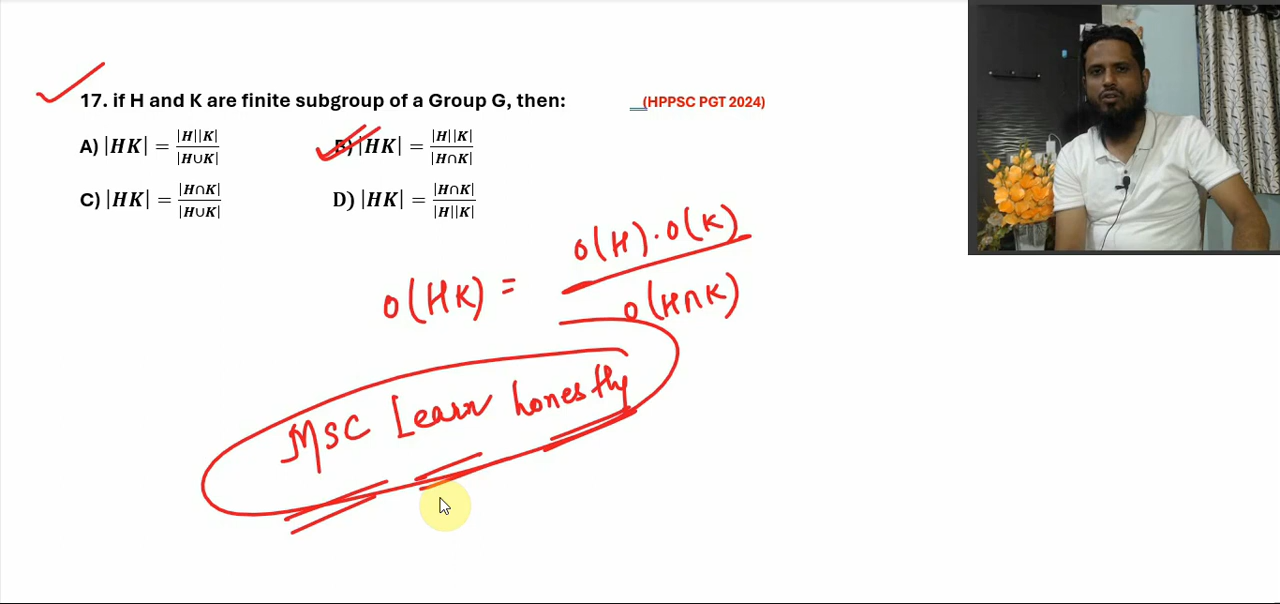 17. if H and K are finite subgroup of a Group G, then: __(HPPSC PGT 2024)
A) |HK| = |H||K| / |H∪K| B) |HK| = |H||K| / |H∩K|
C) |HK| = |H∩K| / |H∪K| D) |HK| = |H∩K| / |H||K|
o(HK) = o(H).o(K) / o(H∩K)
MSC Learn honestly